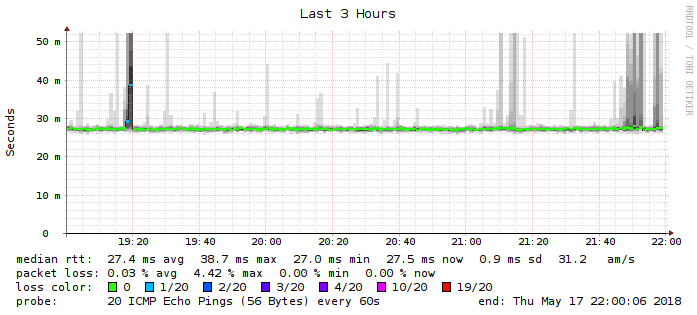 Last 3 Hours
RRDTOOL / TOBI OETIKER
Seconds
50 m
40 m
30 m
20 m
10 m
0
19:20 19:40 20:00 20:20 20:40 21:00 21:20 21:40 22:00
median rtt: 27.4 ms avg 38.7 ms max 27.0 ms min 27.5 ms now 0.9 ms sd 31.2 am/s
packet loss: 0.03 % avg 4.42 % max 0.00 % min 0.00 % now
loss color: 0 1/20 2/20 3/20 4/20 10/20 19/20
probe: 20 ICMP Echo Pings (56 Bytes) every 60s end: Thu May 17 22:00:06 2018